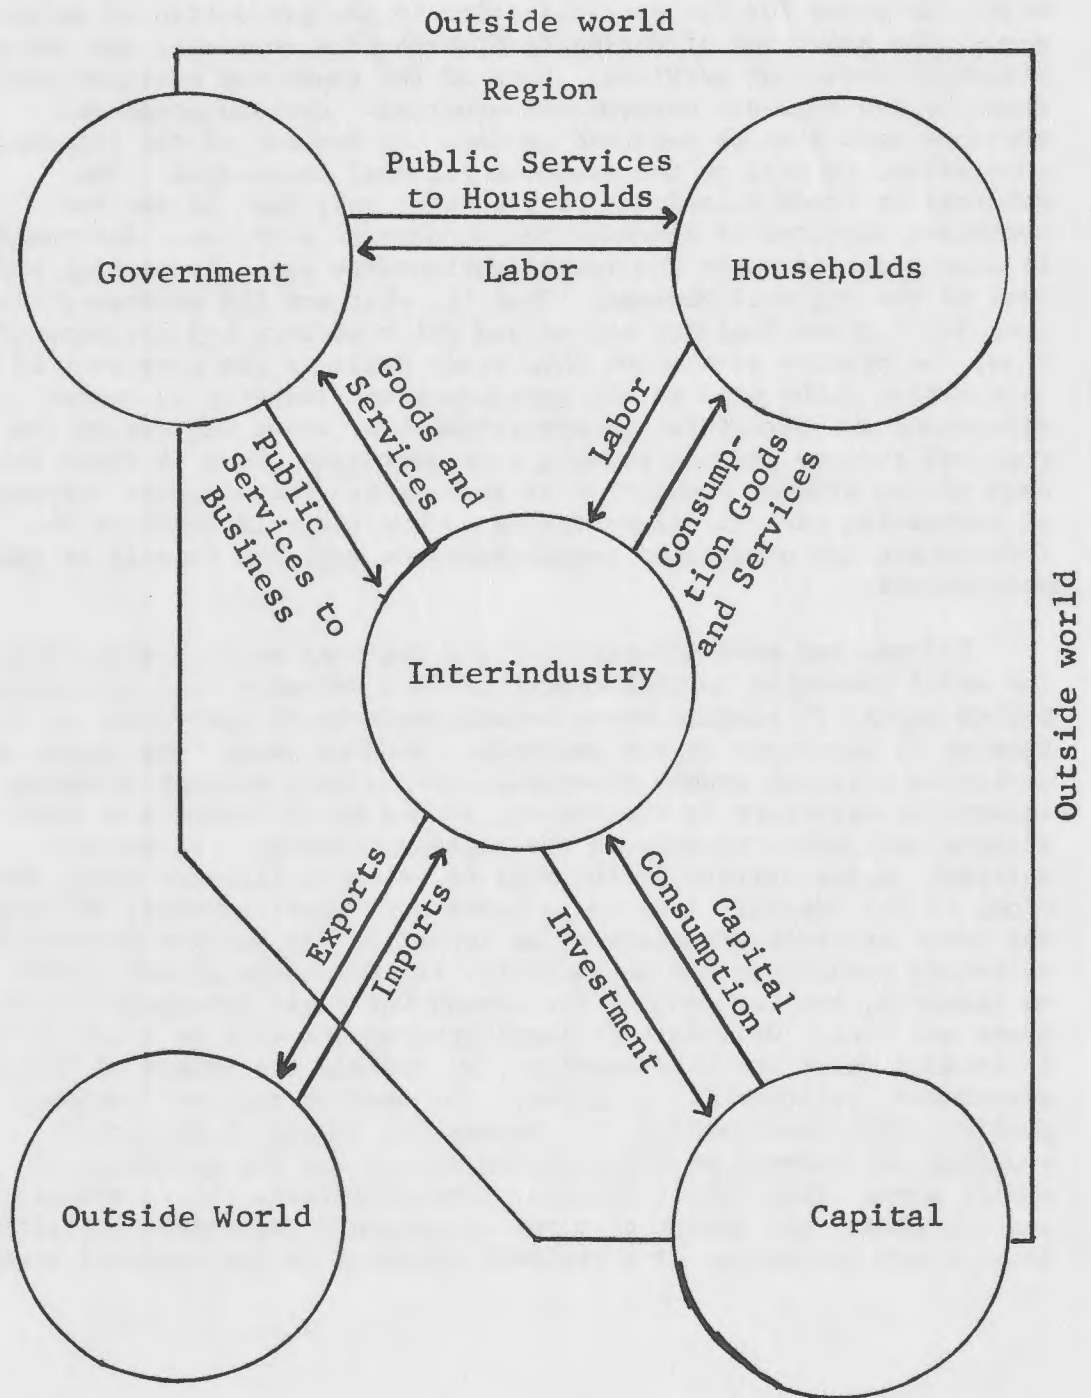 Outside world
Region
Public Services
to Households
Government
Labor
Households
Goods and
Services
Public
Services to
Business
Labor
Consump-
tion Goods
and Services
Interindustry
Outside world
Exports
Imports
Investment
Capital
Consumption
Outside World
Capital